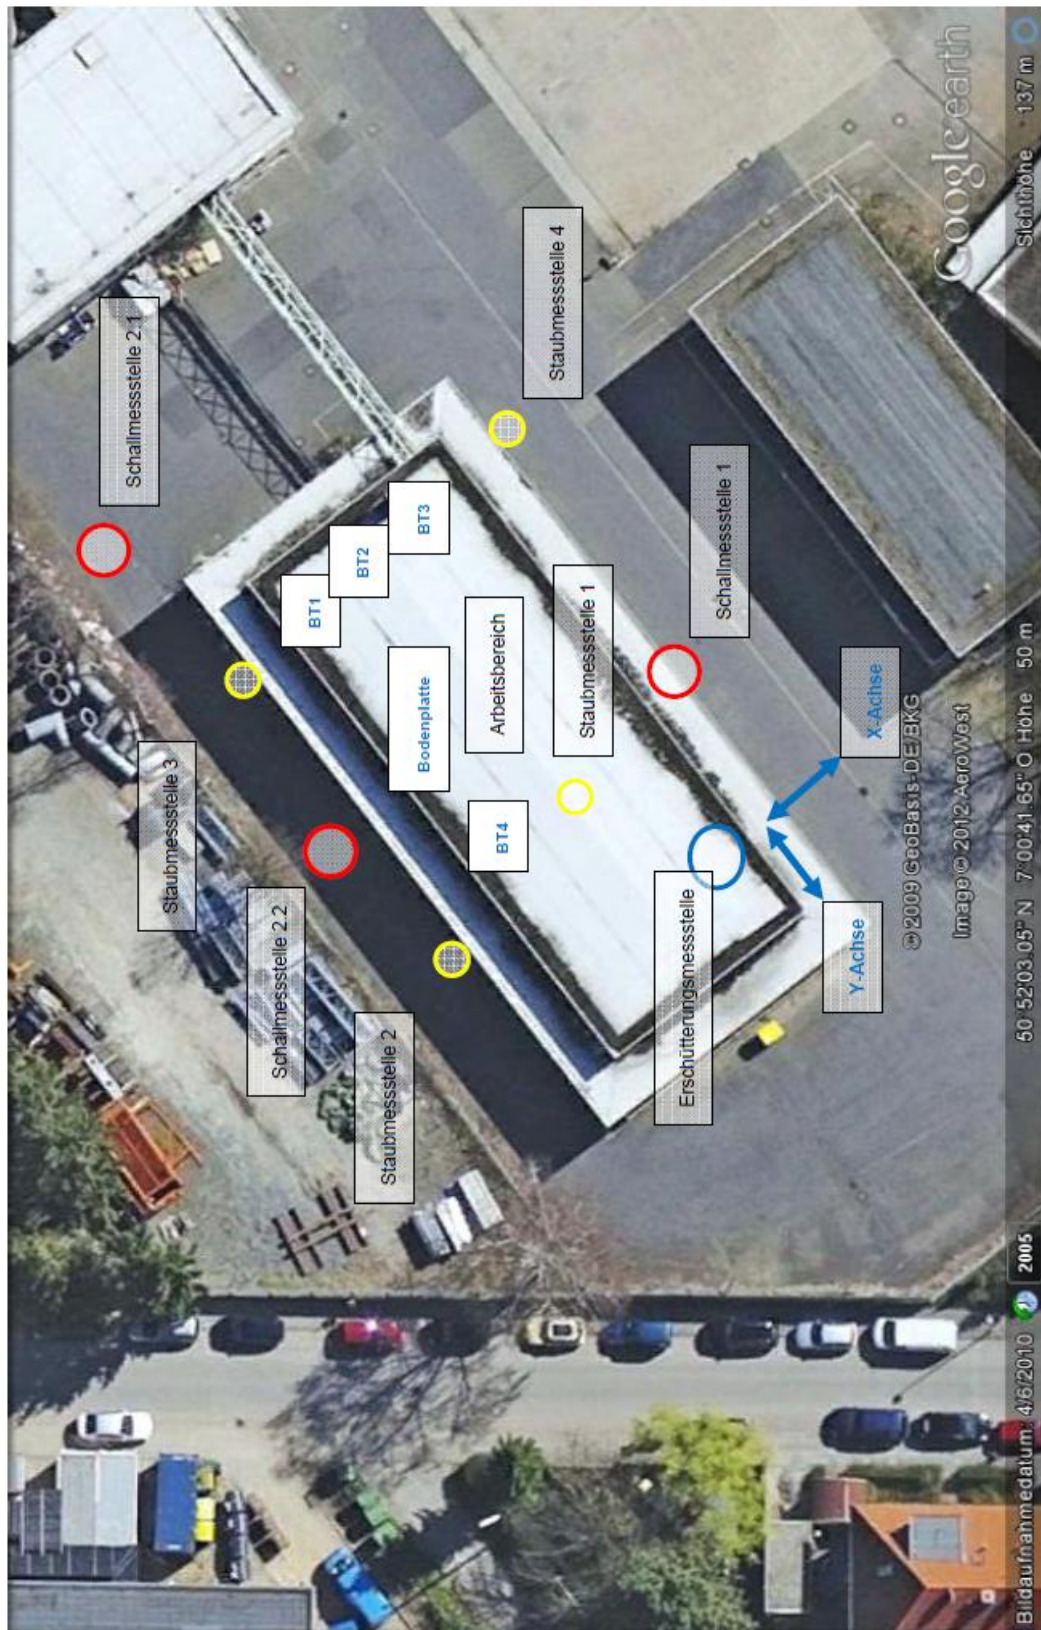 Schallmessstelle 2.1
Staubmessstelle 3
Schallmessstelle 2.2
BT1
BT2
Staubmessstelle 2
Bodenplatte
BT3
BT4
Arbeitsbereich
Staubmessstelle 4
Staubmessstelle 1
Erschütterungsmessstelle
Schallmessstelle 1
Y-Achse
X-Achse
© 2009 GeoBasis-DE/BKG
Image © 2012 AeroWest
Google earth
Bildaufnahmedatum: 4/6/2010 2005 50°52'03.05" N 7°00'41.65" O Höhe 50 m Sichthöhe 137 m